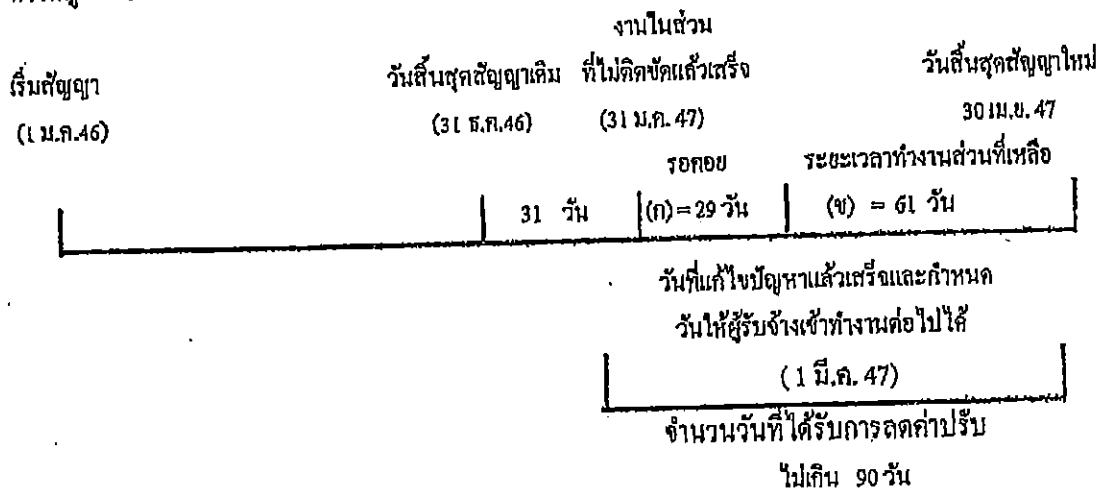 งานในส่วน
เริ่มสัญญา วันสิ้นสุดสัญญาเดิม ที่ไม่ติดขัดแล้วเสร็จ วันสิ้นสุดสัญญาใหม่
(1 ม.ค.46) (31 ธ.ค.46) (31 ม.ค. 47) 30 เม.ย. 47
รอคอย ระยะเวลาทำงานส่วนที่เหลือ
31 วัน (ก)=29 วัน (ข) = 61 วัน
วันที่แก้ไขปัญหาแล้วเสร็จและกำหนด
วันให้ผู้รับจ้างเข้าทำงานต่อไปได้
(1 มี.ค. 47)
จำนวนวันที่ได้รับการลดค่าปรับ
ไม่เกิน 90 วัน